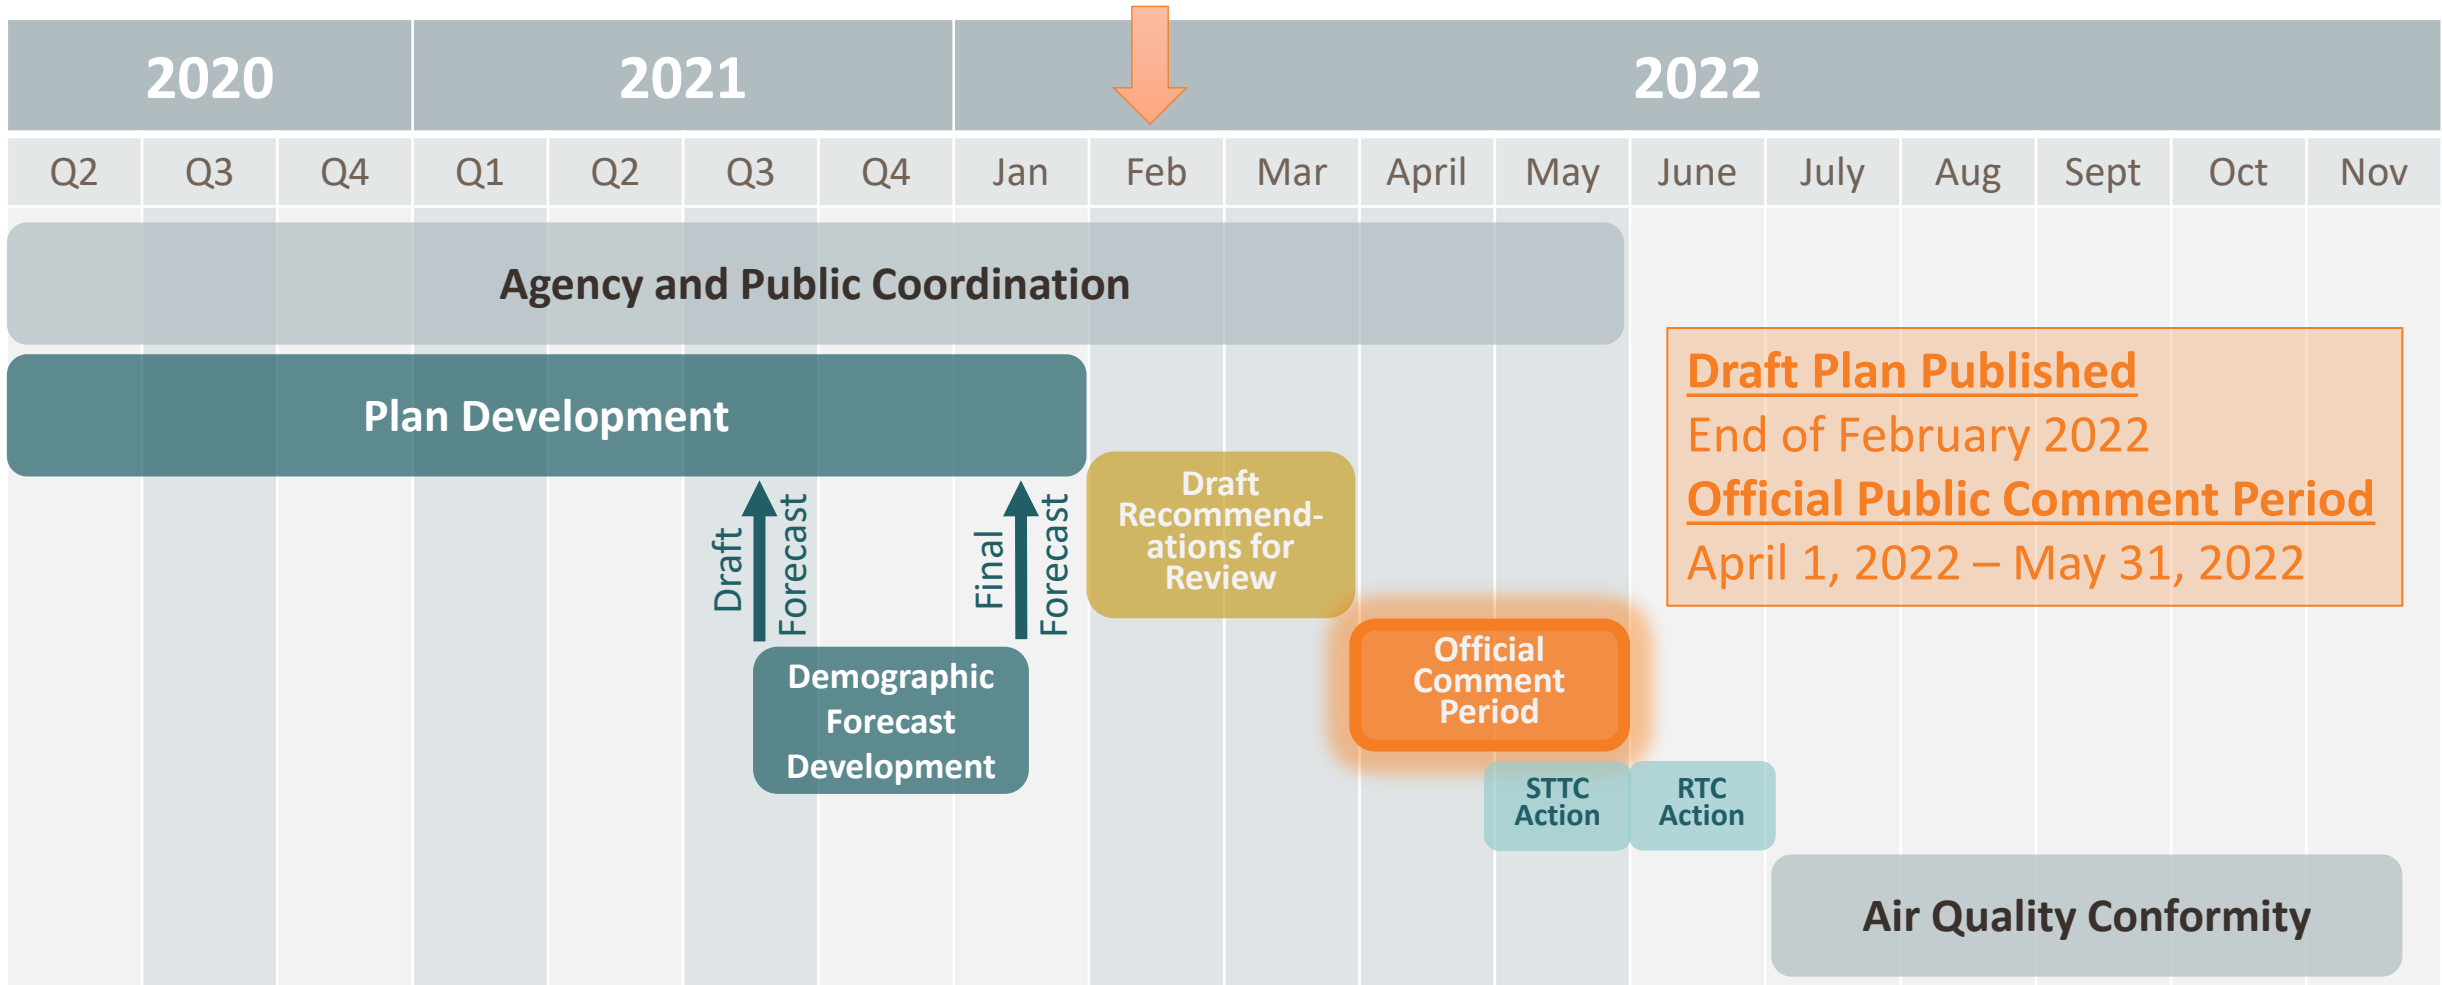 2020 2021 2022
Q2 Q3 Q4 Q1 Q2 Q3 Q4 Jan Feb Mar April May June July Aug Sept Oct Nov
Agency and Public Coordination
Plan Development
Draft
Forecast
Final
Forecast
Draft
Recommend-
ations for
Review
Draft Plan Published
End of February 2022
Official Public Comment Period
April 1, 2022 – May 31, 2022
Demographic
Forecast
Development
Official
Comment
Period
STTC
Action
RTC
Action
Air Quality Conformity